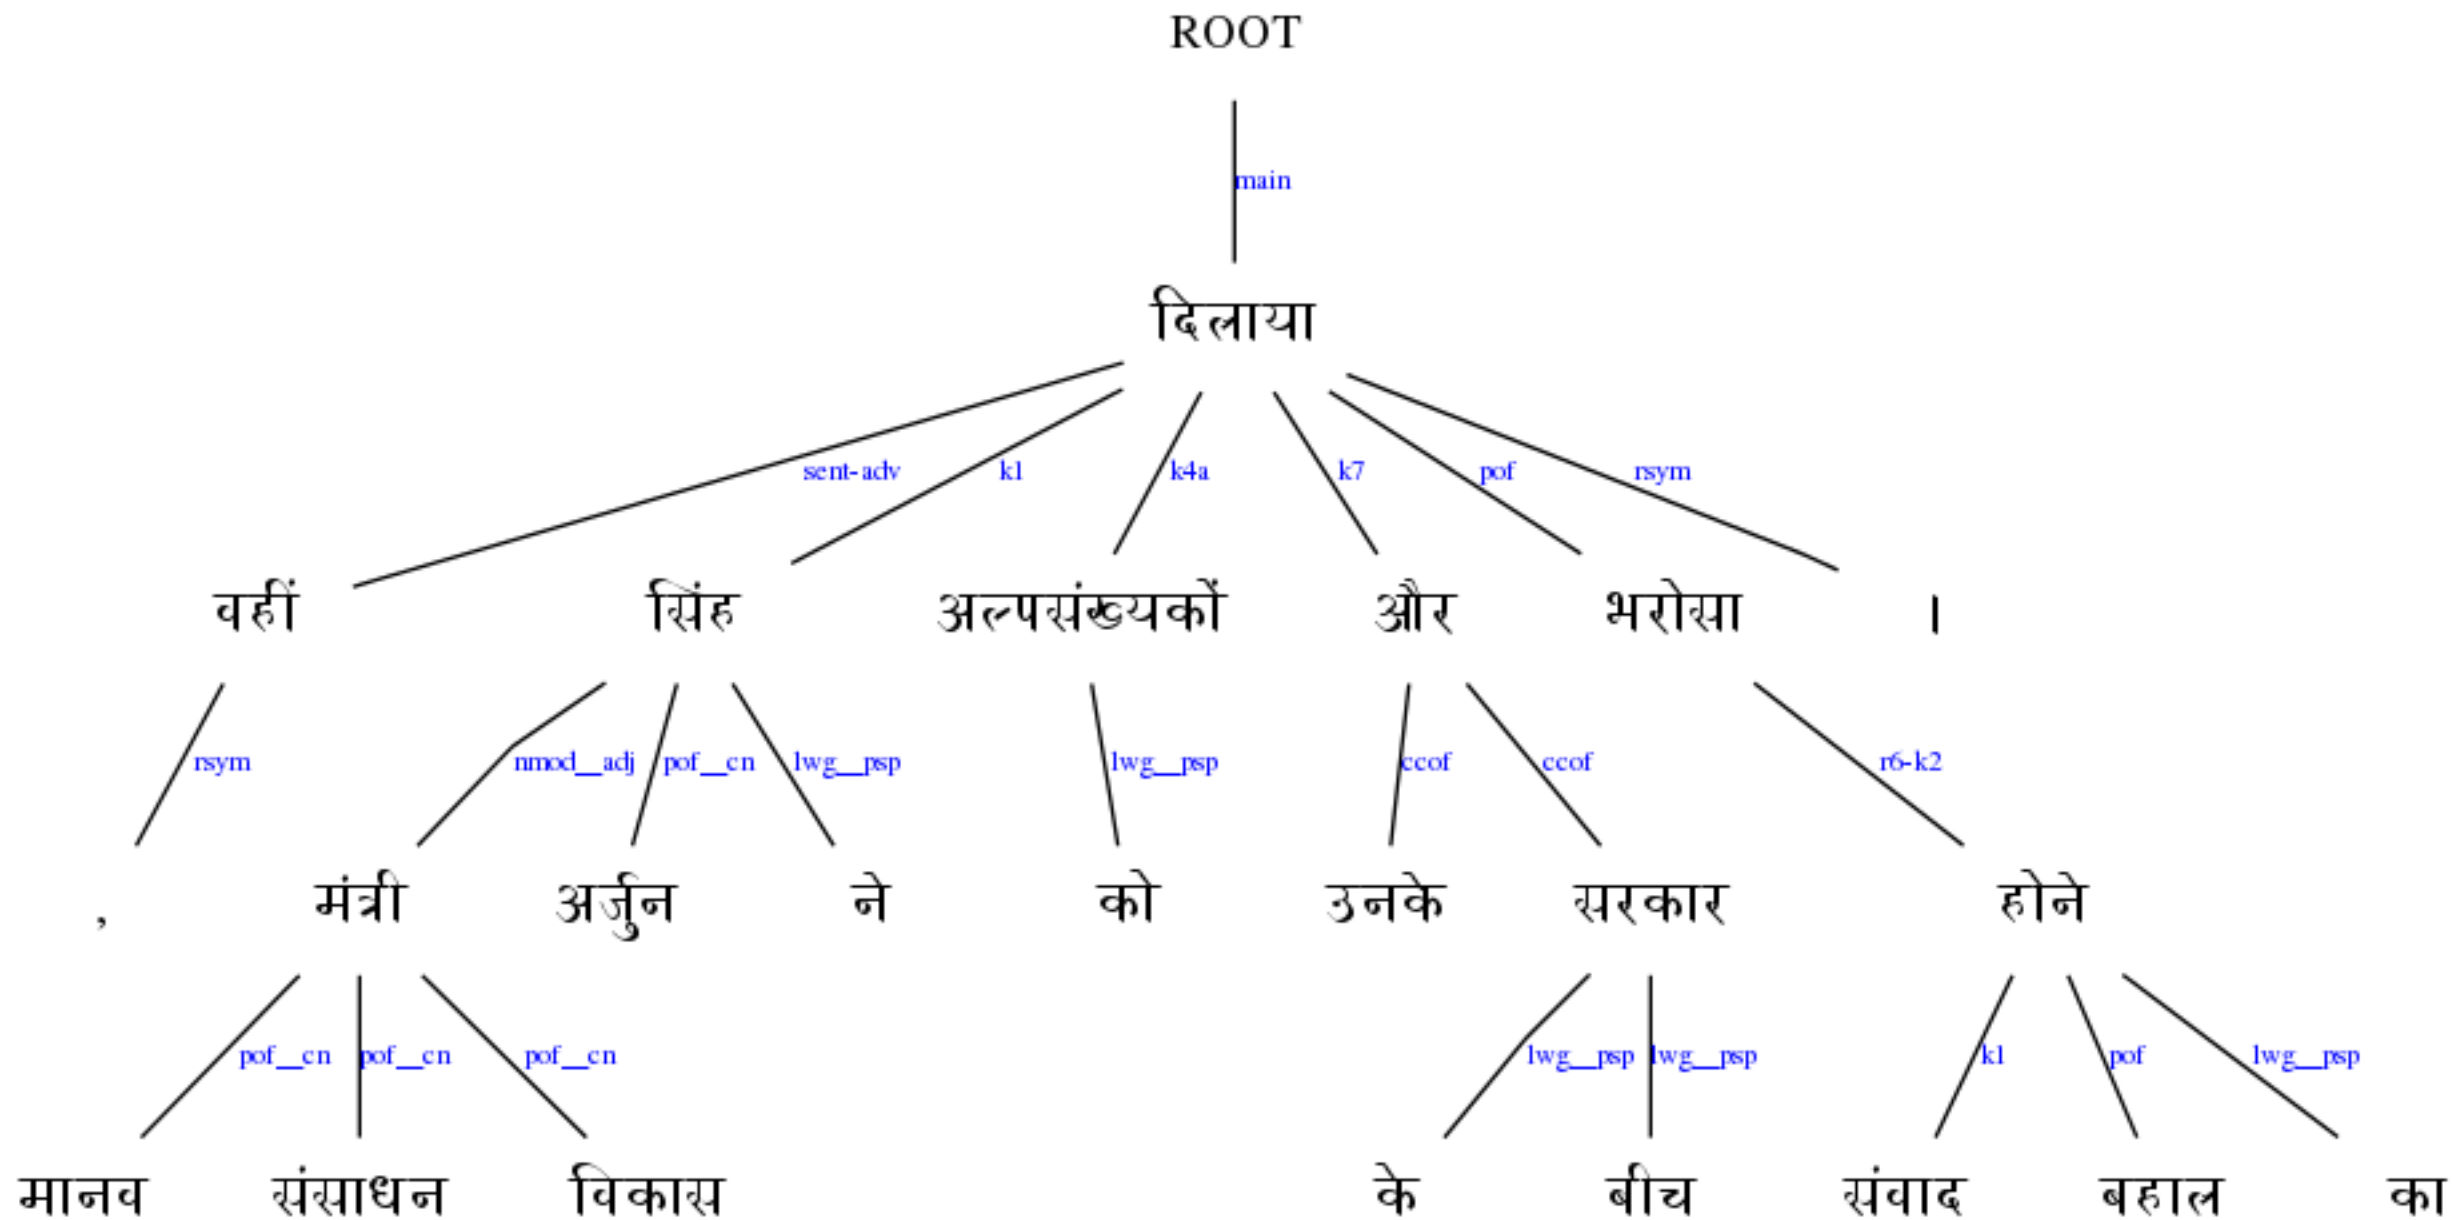 ROOT
main
दिलाया
sent-adv k1 k4a k7 pof rsym
वहीं सिंह अल्पसंख्यकों और भरोसा ।
rsym nmod__adj pof__cn lwg__psp lwg__psp ccof ccof r6-k2
, मंत्री अर्जुन ने को उनके सरकार होने
pof__cn pof__cn pof__cn lwg__psp lwg__psp k1 pof lwg__psp
मानव संसाधन विकास के बीच संवाद बहाल का